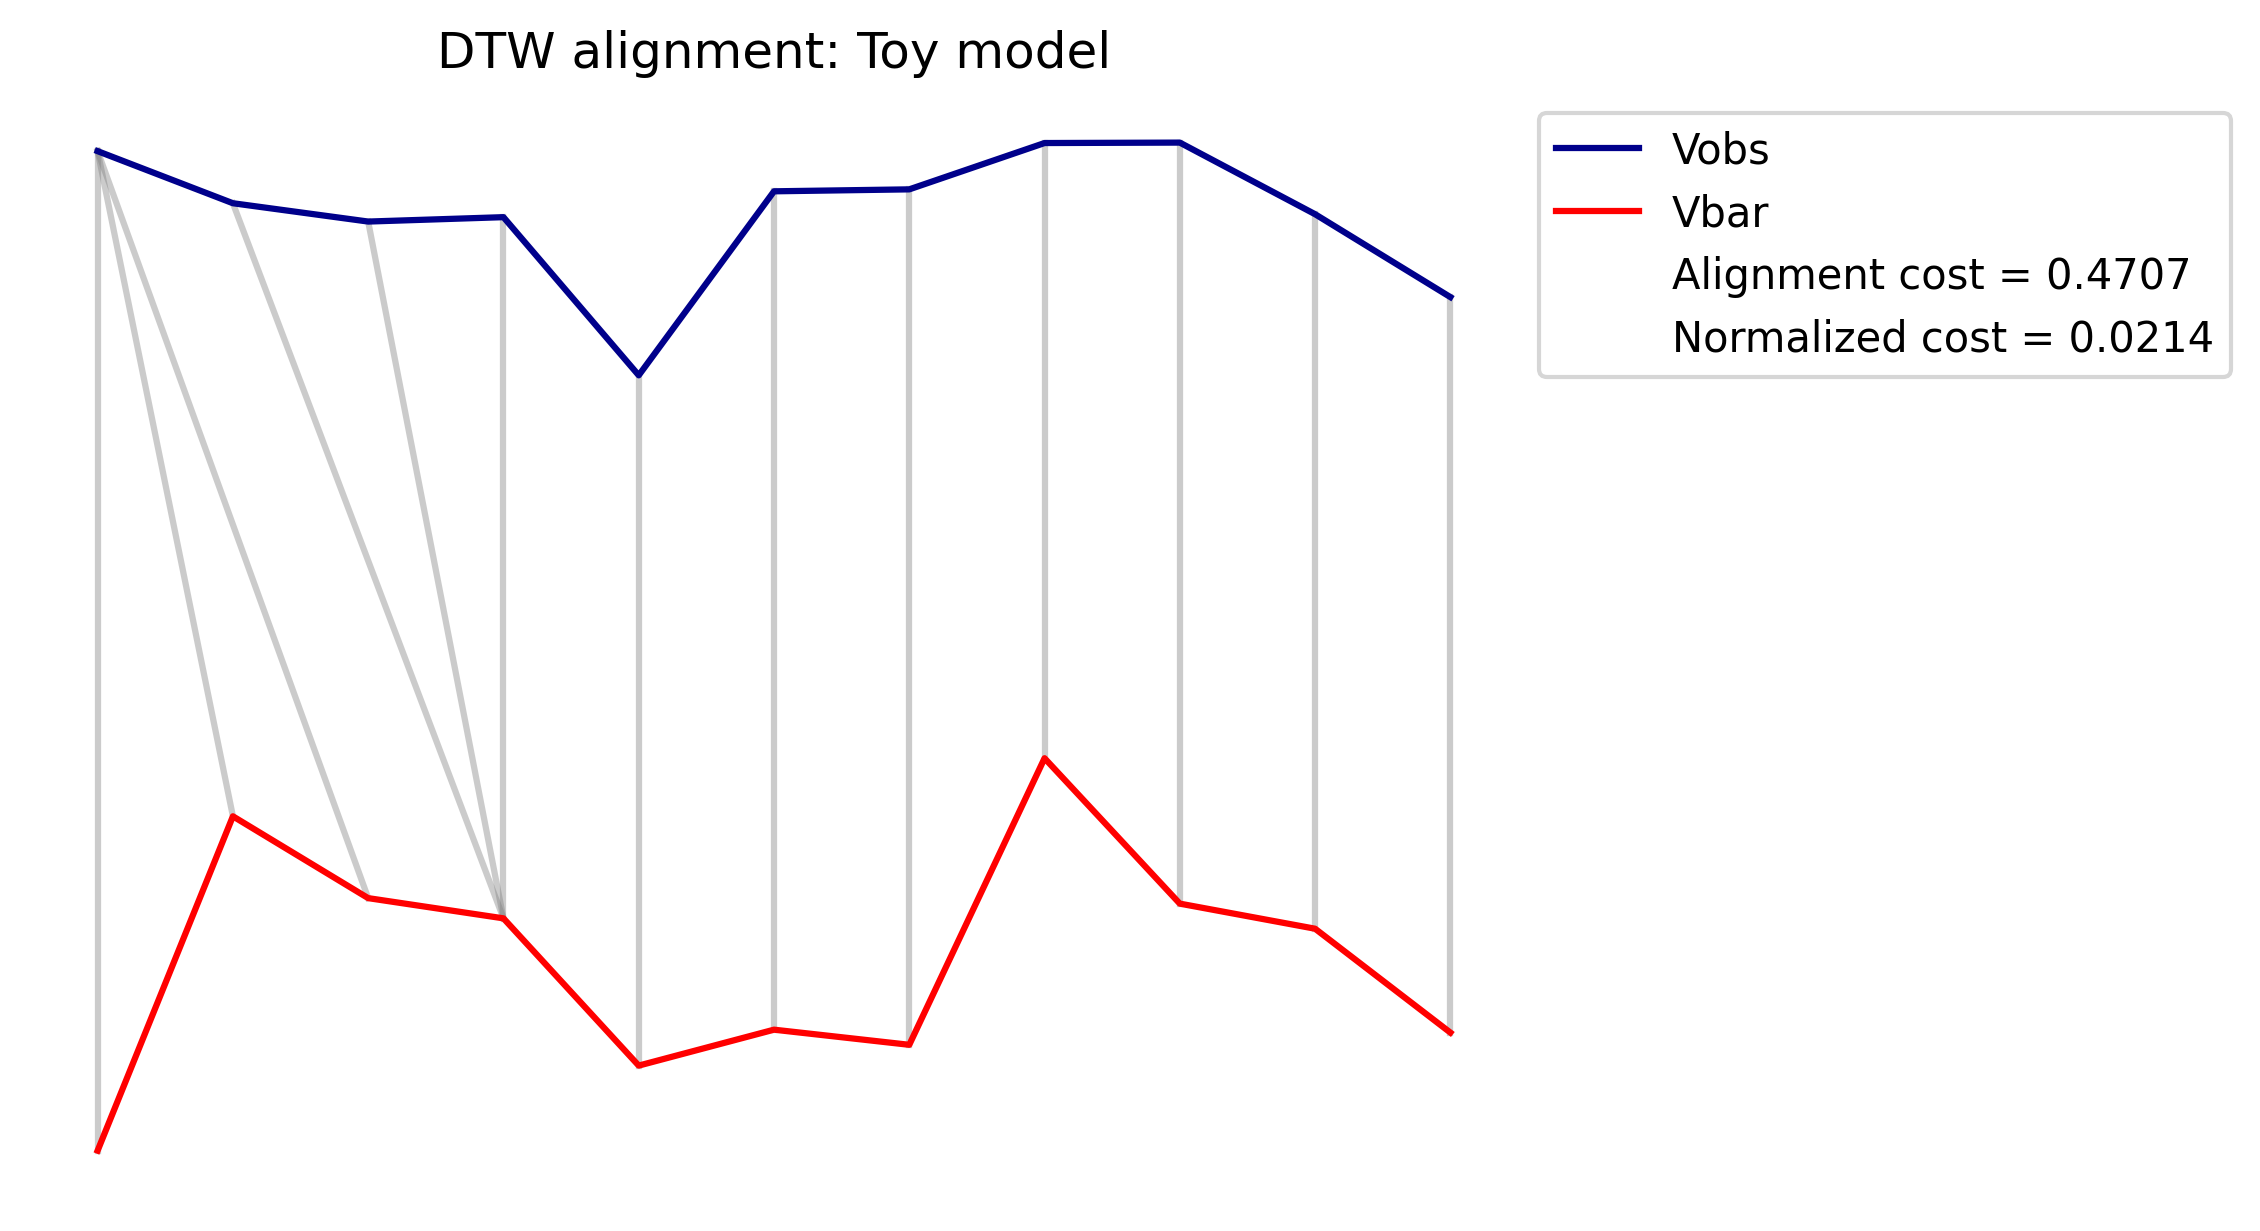 DTW alignment: Toy model
Vobs
Vbar
Alignment cost = 0.4707
Normalized cost = 0.0214